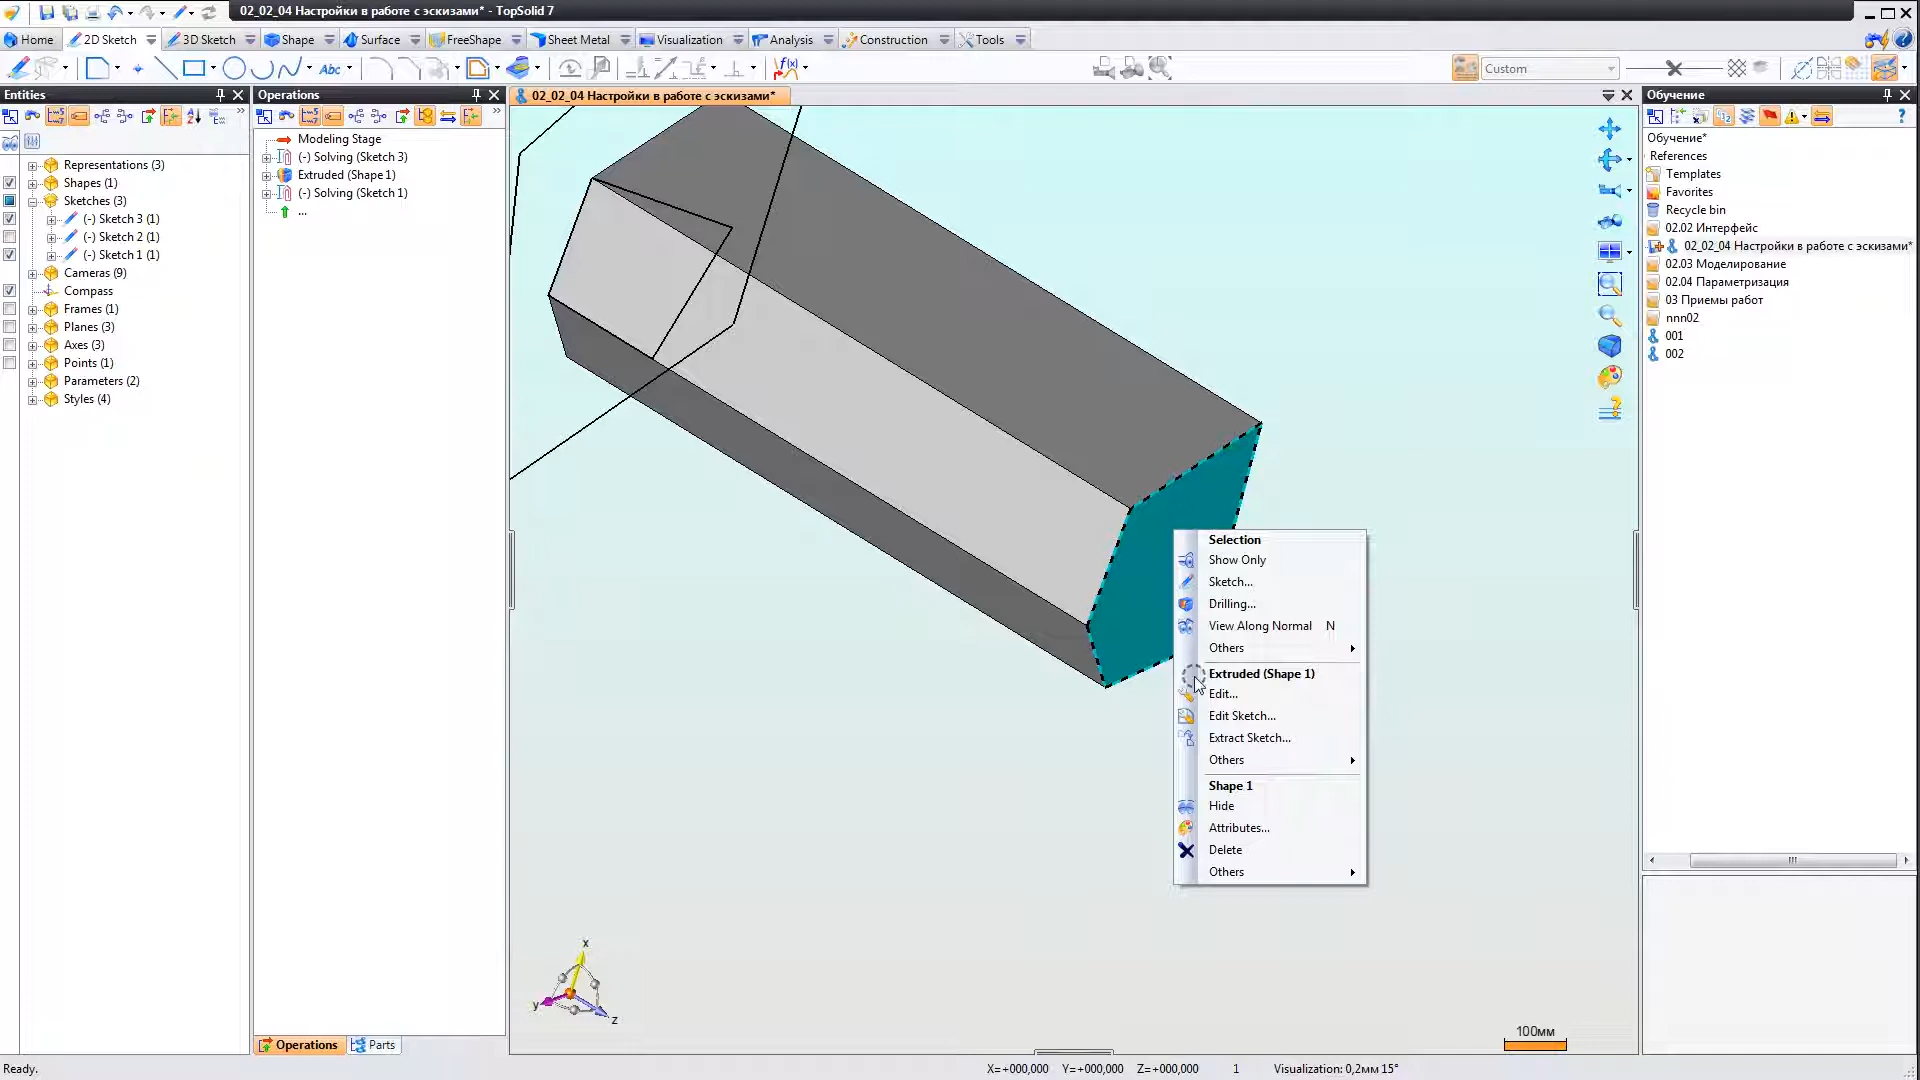 02_02_04 Настройки в работе с эскизами* - TopSolid 7
Home
2D Sketch
3D Sketch
Shape
Surface
FreeShape
Sheet Metal
Visualization
Analysis
Construction
Tools
Abc
f(x)
Custom
Entities
Operations
02_02_04 Настройки в работе с эскизами*
Обучение
Representations (3)
Shapes (1)
Sketches (3)
(-) Sketch 3 (1)
(-) Sketch 2 (1)
(-) Sketch 1 (1)
Cameras (9)
Compass
Frames (1)
Planes (3)
Axes (3)
Points (1)
Parameters (2)
Styles (4)
Modeling Stage
(-) Solving (Sketch 3)
Extruded (Shape 1)
(-) Solving (Sketch 1)
...
Operations
Parts
Selection
Show Only
Sketch...
Drilling...
View Along Normal N
Others
Extruded (Shape 1)
Edit...
Edit Sketch...
Extract Sketch...
Others
Shape 1
Hide
Attributes...
Delete
Others
x
y
z
100мм
Обучение*
References
Templates
Favorites
Recycle bin
02.02 Интерфейс
02_02_04 Настройки в работе с эскизами*
02.03 Моделирование
02.04 Параметризация
03 Приемы работ
nnn02
001
002
Ready.
X=+000,000 Y=+000,000 Z=+000,000 1 Visualization: 0,2мм 15°